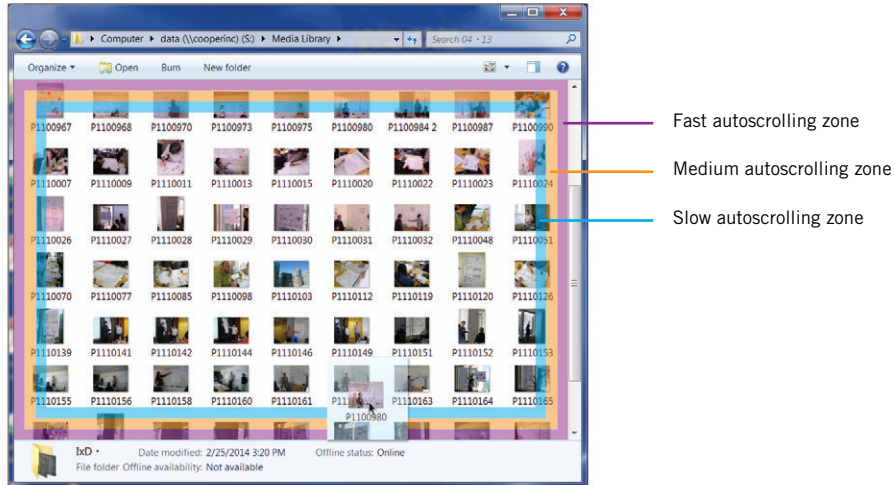 Computer ▸ data (\\cooperinc) (S:) ▸ Media Library ▸ Search 04 - 13
Organize ▾ Open Burn New folder
P1100967 P1100968 P1100970 P1100973 P1100975 P1100980 P1100984 2 P1100987 P1100990
Fast autoscrolling zone
P1110007 P1110009 P1110011 P1110013 P1110015 P1110020 P1110022 P1110023 P1110024
Medium autoscrolling zone
P1110026 P1110027 P1110028 P1110029 P1110030 P1110031 P1110032 P1110048 P1110051
Slow autoscrolling zone
P1110070 P1110077 P1110085 P1110098 P1110103 P1110112 P1110119 P1110120 P1110126
P1110139 P1110141 P1110142 P1110144 P1110146 P1110149 P1110151 P1110152 P1110153
P1110155 P1110156 P1110158 P1110160 P1110161 P1110163 P1110164 P1110165
P1100980
IxD · Date modified: 2/25/2014 3:20 PM Offline status: Online
File folder Offline availability: Not available